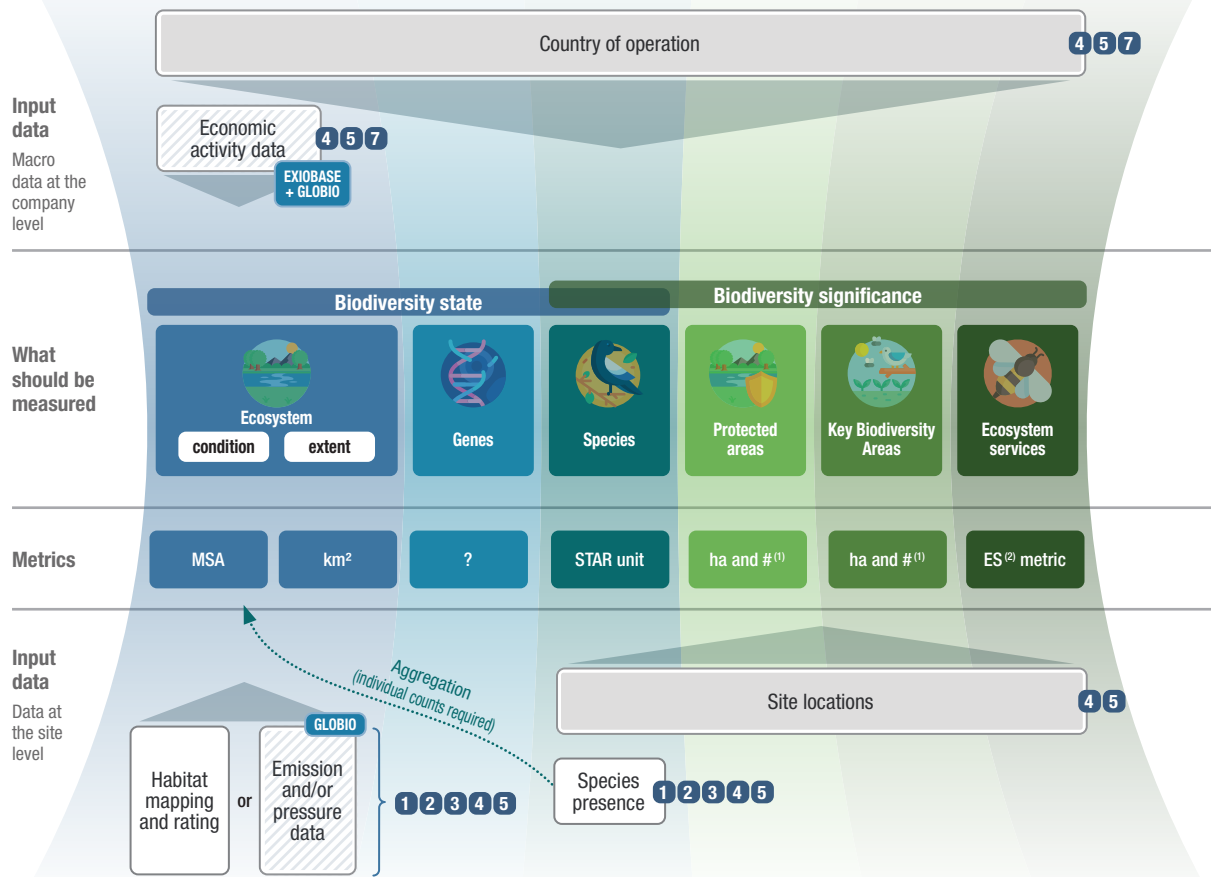 Country of operation
4 5 7
Input
data
Macro
data at the
company
level
Economic
activity data
4 5 7
EXIOBASE
+ GLOBIO
What
should be
measured
Biodiversity state
Biodiversity significance
Ecosystem
condition
extent
Genes
Species
Protected
areas
Key Biodiversity
Areas
Ecosystem
services
Metrics
MSA
km²
?
STAR unit
ha and #⁽¹⁾
ha and #⁽¹⁾
ES⁽²⁾ metric
Input
data
Data at
the site
level
Aggregation
(individual counts required)
Site locations
4 5
GLOBIO
Habitat
mapping
and rating
or
Emission
and/or
pressure
data
1 2 3 4 5
Species
presence
1 2 3 4 5